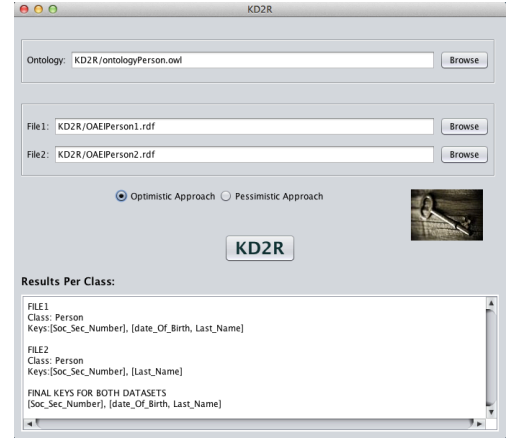 KD2R
Ontology: KD2R/ontologyPerson.owl Browse
File1: KD2R/OAEIPerson1.rdf Browse
File2: KD2R/OAEIPerson2.rdf Browse
Optimistic Approach Pessimistic Approach
KD2R
Results Per Class:
FILE1
Class: Person
Keys:[Soc_Sec_Number], [date_Of_Birth, Last_Name]
FILE2
Class: Person
Keys:[Soc_Sec_Number], [Last_Name]
FINAL KEYS FOR BOTH DATASETS
[Soc_Sec_Number], [date_Of_Birth, Last_Name]